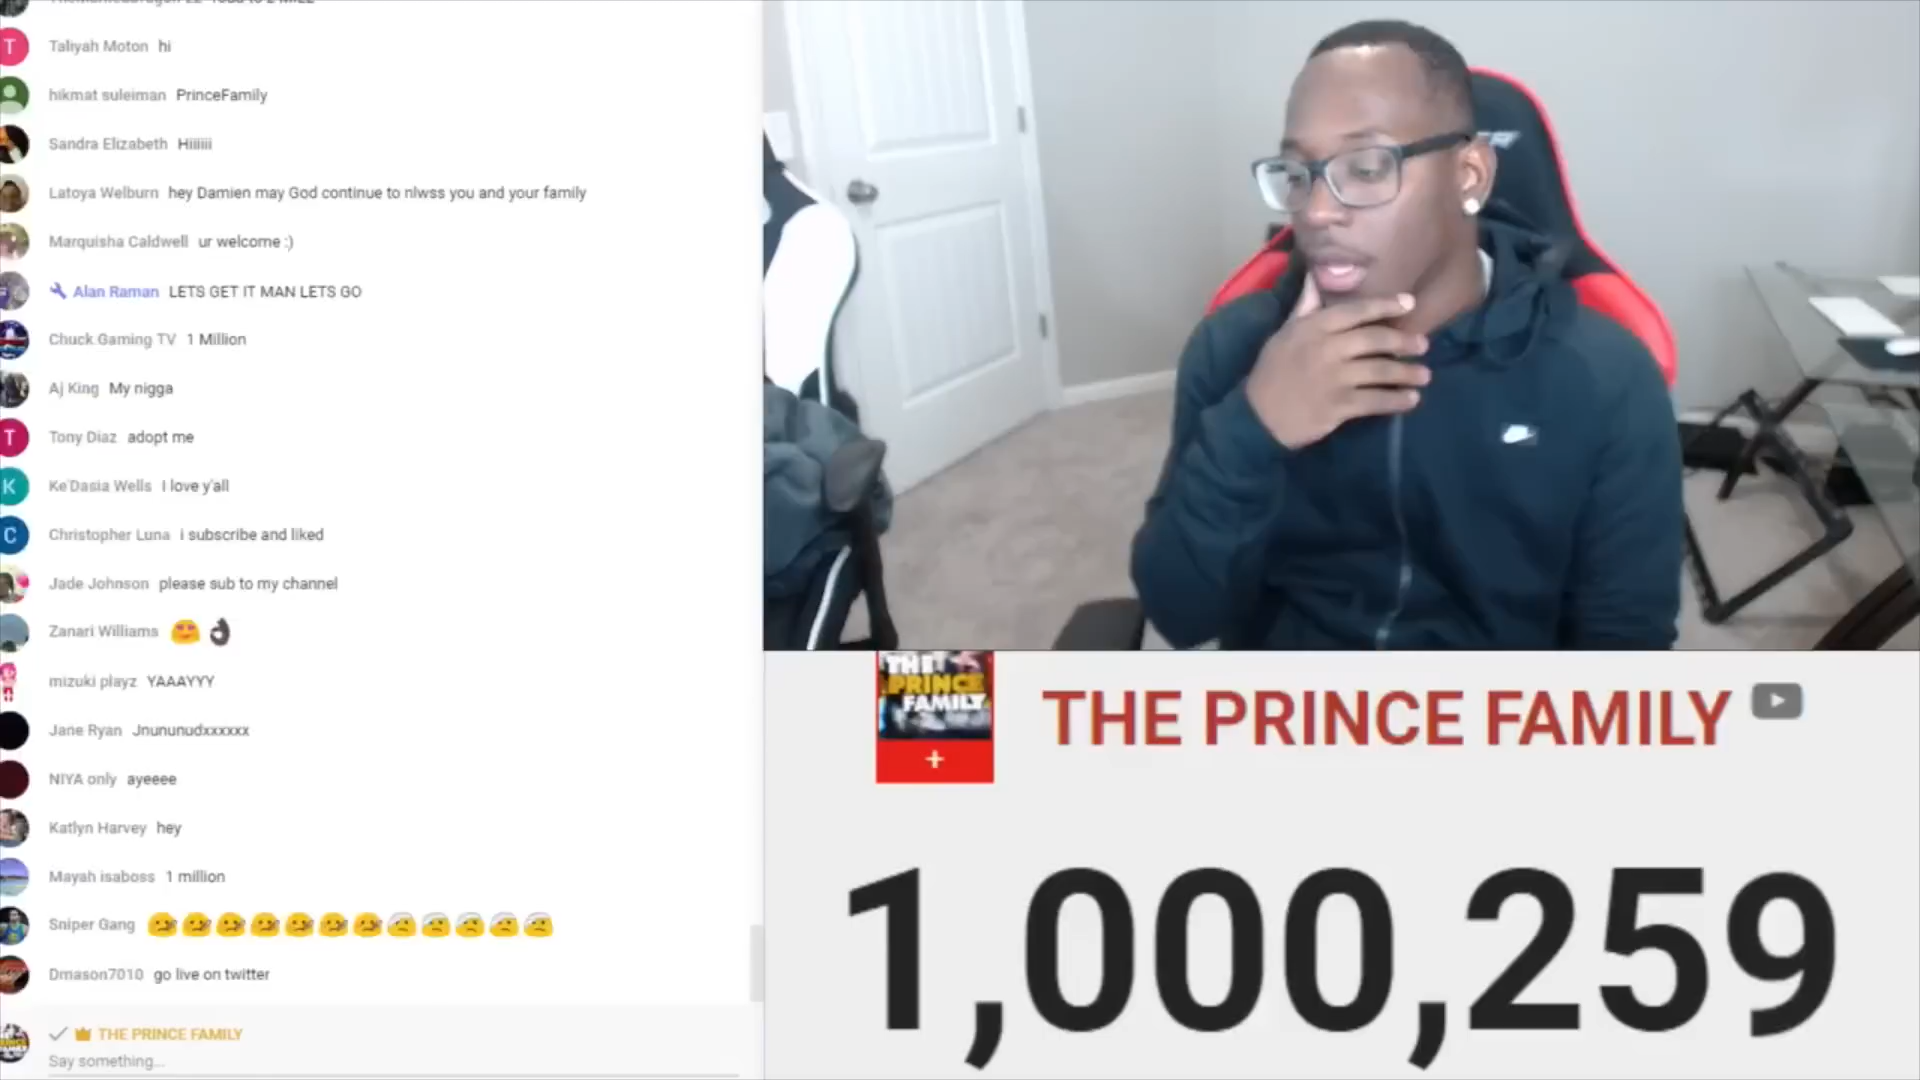 Taliyah Moton hi
hikmat suleiman PrinceFamily
Sandra Elizabeth Hiiiiii
Latoya Welburn hey Damien may God continue to nlwss you and your family
Marquisha Caldwell ur welcome :)
Alan Raman LETS GET IT MAN LETS GO
Chuck Gaming TV 1 Million
Aj King My nigga
Tony Diaz adopt me
Ke'Dasia Wells I love y'all
Christopher Luna i subscribe and liked
Jade Johnson please sub to my channel
Zanari Williams 😍 👌🏿
mizuki playz YAAAYYY
Jane Ryan Jnununudxxxxxx
NIYA only ayeeee
Katlyn Harvey hey
Mayah isaboss 1 million
Sniper Gang 🤒🤒🤒🤒🤒🤒🤒🤕🤕🤕🤕🤕
Dmason7010 go live on twitter
THE PRINCE FAMILY
Say something...
THE
PRINCE
FAMILY
+
THE PRINCE FAMILY
1,000,259